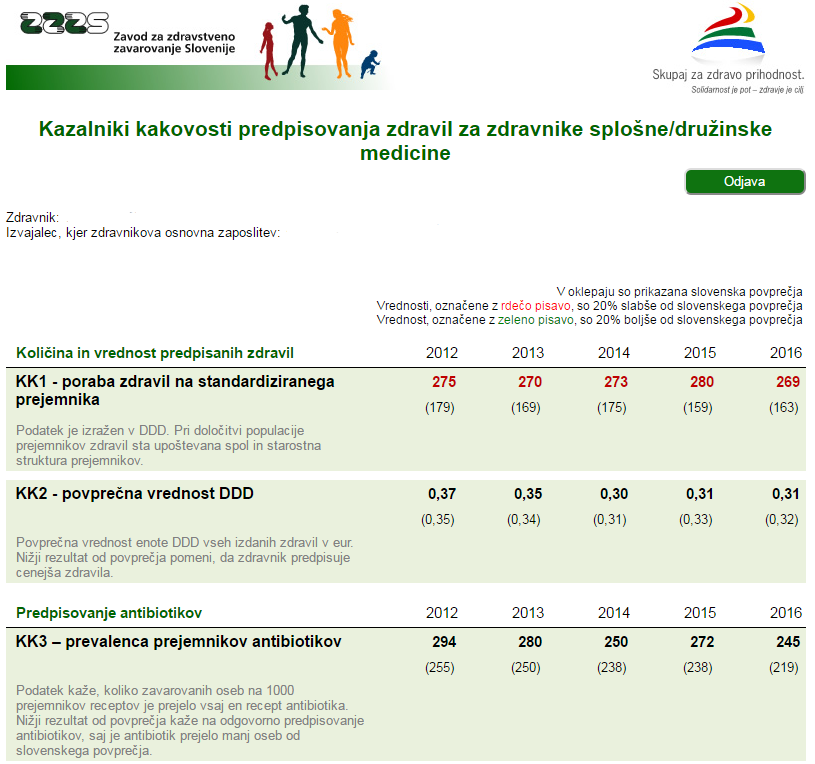 ZZZS
Zavod za zdravstveno
zavarovanje Slovenije
Skupaj za zdravo prihodnost.
Solidarnost je pot – zdravje je cilj.
Kazalniki kakovosti predpisovanja zdravil za zdravnike splošne/družinske
medicine
Odjava
Zdravnik:
Izvajalec, kjer zdravnikova osnovna zaposlitev:
V oklepaju so prikazana slovenska povprečja
Vrednosti, označene z rdečo pisavo, so 20% slabše od slovenskega povprečja
Vrednost, označene z zeleno pisavo, so 20% boljše od slovenskega povprečja
Količina in vrednost predpisanih zdravil 2012 2013 2014 2015 2016
KK1 - poraba zdravil na standardiziranega 275 270 273 280 269
prejemnika
(179) (169) (175) (159) (163)
Podatek je izražen v DDD. Pri določitvi populacije
prejemnikov zdravil sta upoštevana spol in starostna
struktura prejemnikov.
KK2 - povprečna vrednost DDD 0,37 0,35 0,30 0,31 0,31
(0,35) (0,34) (0,31) (0,33) (0,32)
Povprečna vrednost enote DDD vseh izdanih zdravil v eur.
Nižji rezultat od povprečja pomeni, da zdravnik predpisuje
cenejša zdravila.
Predpisovanje antibiotikov 2012 2013 2014 2015 2016
KK3 – prevalenca prejemnikov antibiotikov 294 280 250 272 245
(255) (250) (238) (238) (219)
Podatek kaže, koliko zavarovanih oseb na 1000
prejemnikov receptov je prejelo vsaj en recept antibiotika.
Nižji rezultat od povprečja kaže na odgovorno predpisovanje
antibiotikov, saj je antibiotik prejelo manj oseb od
slovenskega povprečja.